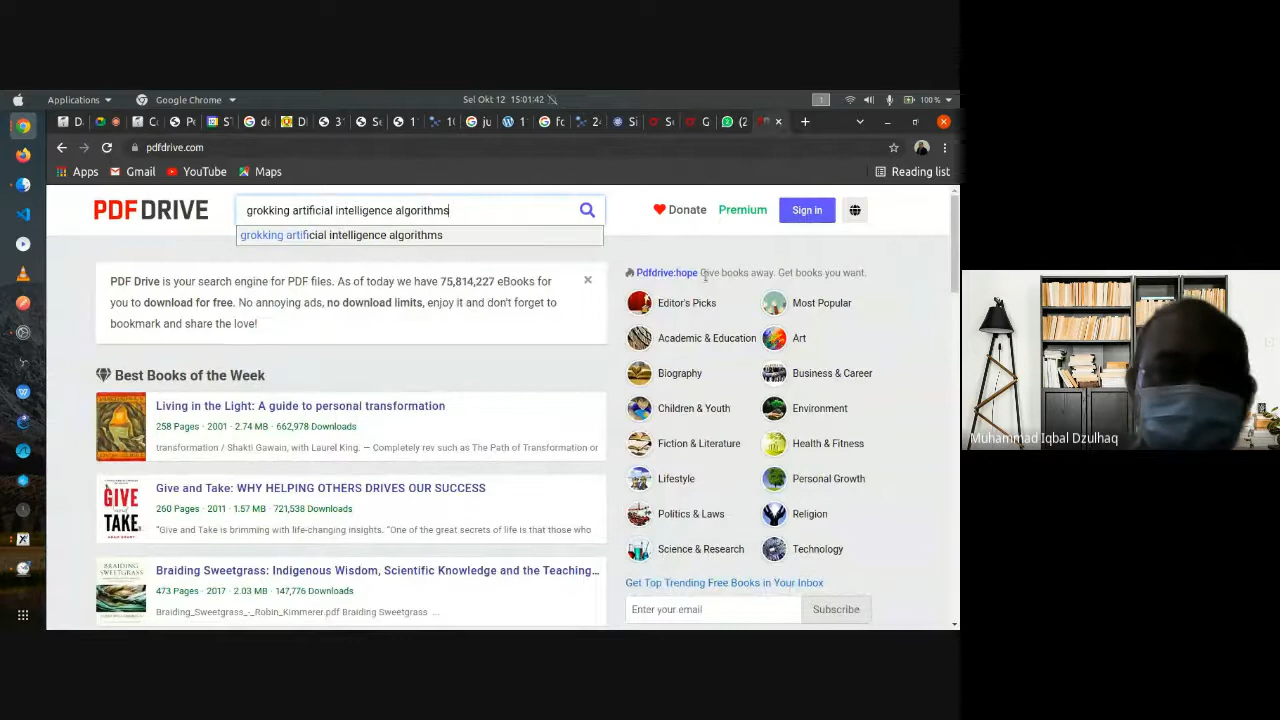 Applications
Google Chrome
Sel Okt 12 15:01:42
1
100 %
pdfdrive.com
Apps
Gmail
YouTube
Maps
Reading list
PDF DRIVE
grokking artificial intelligence algorithms
Donate
Premium
Sign in
grokking artificial intelligence algorithms
PDF Drive is your search engine for PDF files. As of today we have 75,814,227 eBooks for
you to download for free. No annoying ads, no download limits, enjoy it and don't forget to
bookmark and share the love!
Best Books of the Week
Living in the Light: A guide to personal transformation
258 Pages · 2001 · 2.74 MB · 662,978 Downloads
transformation / Shakti Gawain, with Laurel King. — Completely rev such as The Path of Transformation or
GIVE
and
TAKE
Give and Take: WHY HELPING OTHERS DRIVES OUR SUCCESS
260 Pages · 2011 · 1.57 MB · 721,538 Downloads
"Give and Take is brimming with life-changing insights. "One of the great secrets of life is that those who
BRAIDING
SWEETGRASS
Braiding Sweetgrass: Indigenous Wisdom, Scientific Knowledge and the Teaching...
473 Pages · 2017 · 2.03 MB · 147,776 Downloads
Braiding_Sweetgrass_-_Robin_Kimmerer.pdf Braiding Sweetgrass ...
Pdfdrive:hope Give books away. Get books you want.
Editor's Picks
Most Popular
Academic & Education
Art
Biography
Business & Career
Children & Youth
Environment
Fiction & Literature
Health & Fitness
Lifestyle
Personal Growth
Politics & Laws
Religion
Science & Research
Technology
Get Top Trending Free Books in Your Inbox
Enter your email
Subscribe
Muhammad Iqbal Dzulhaq